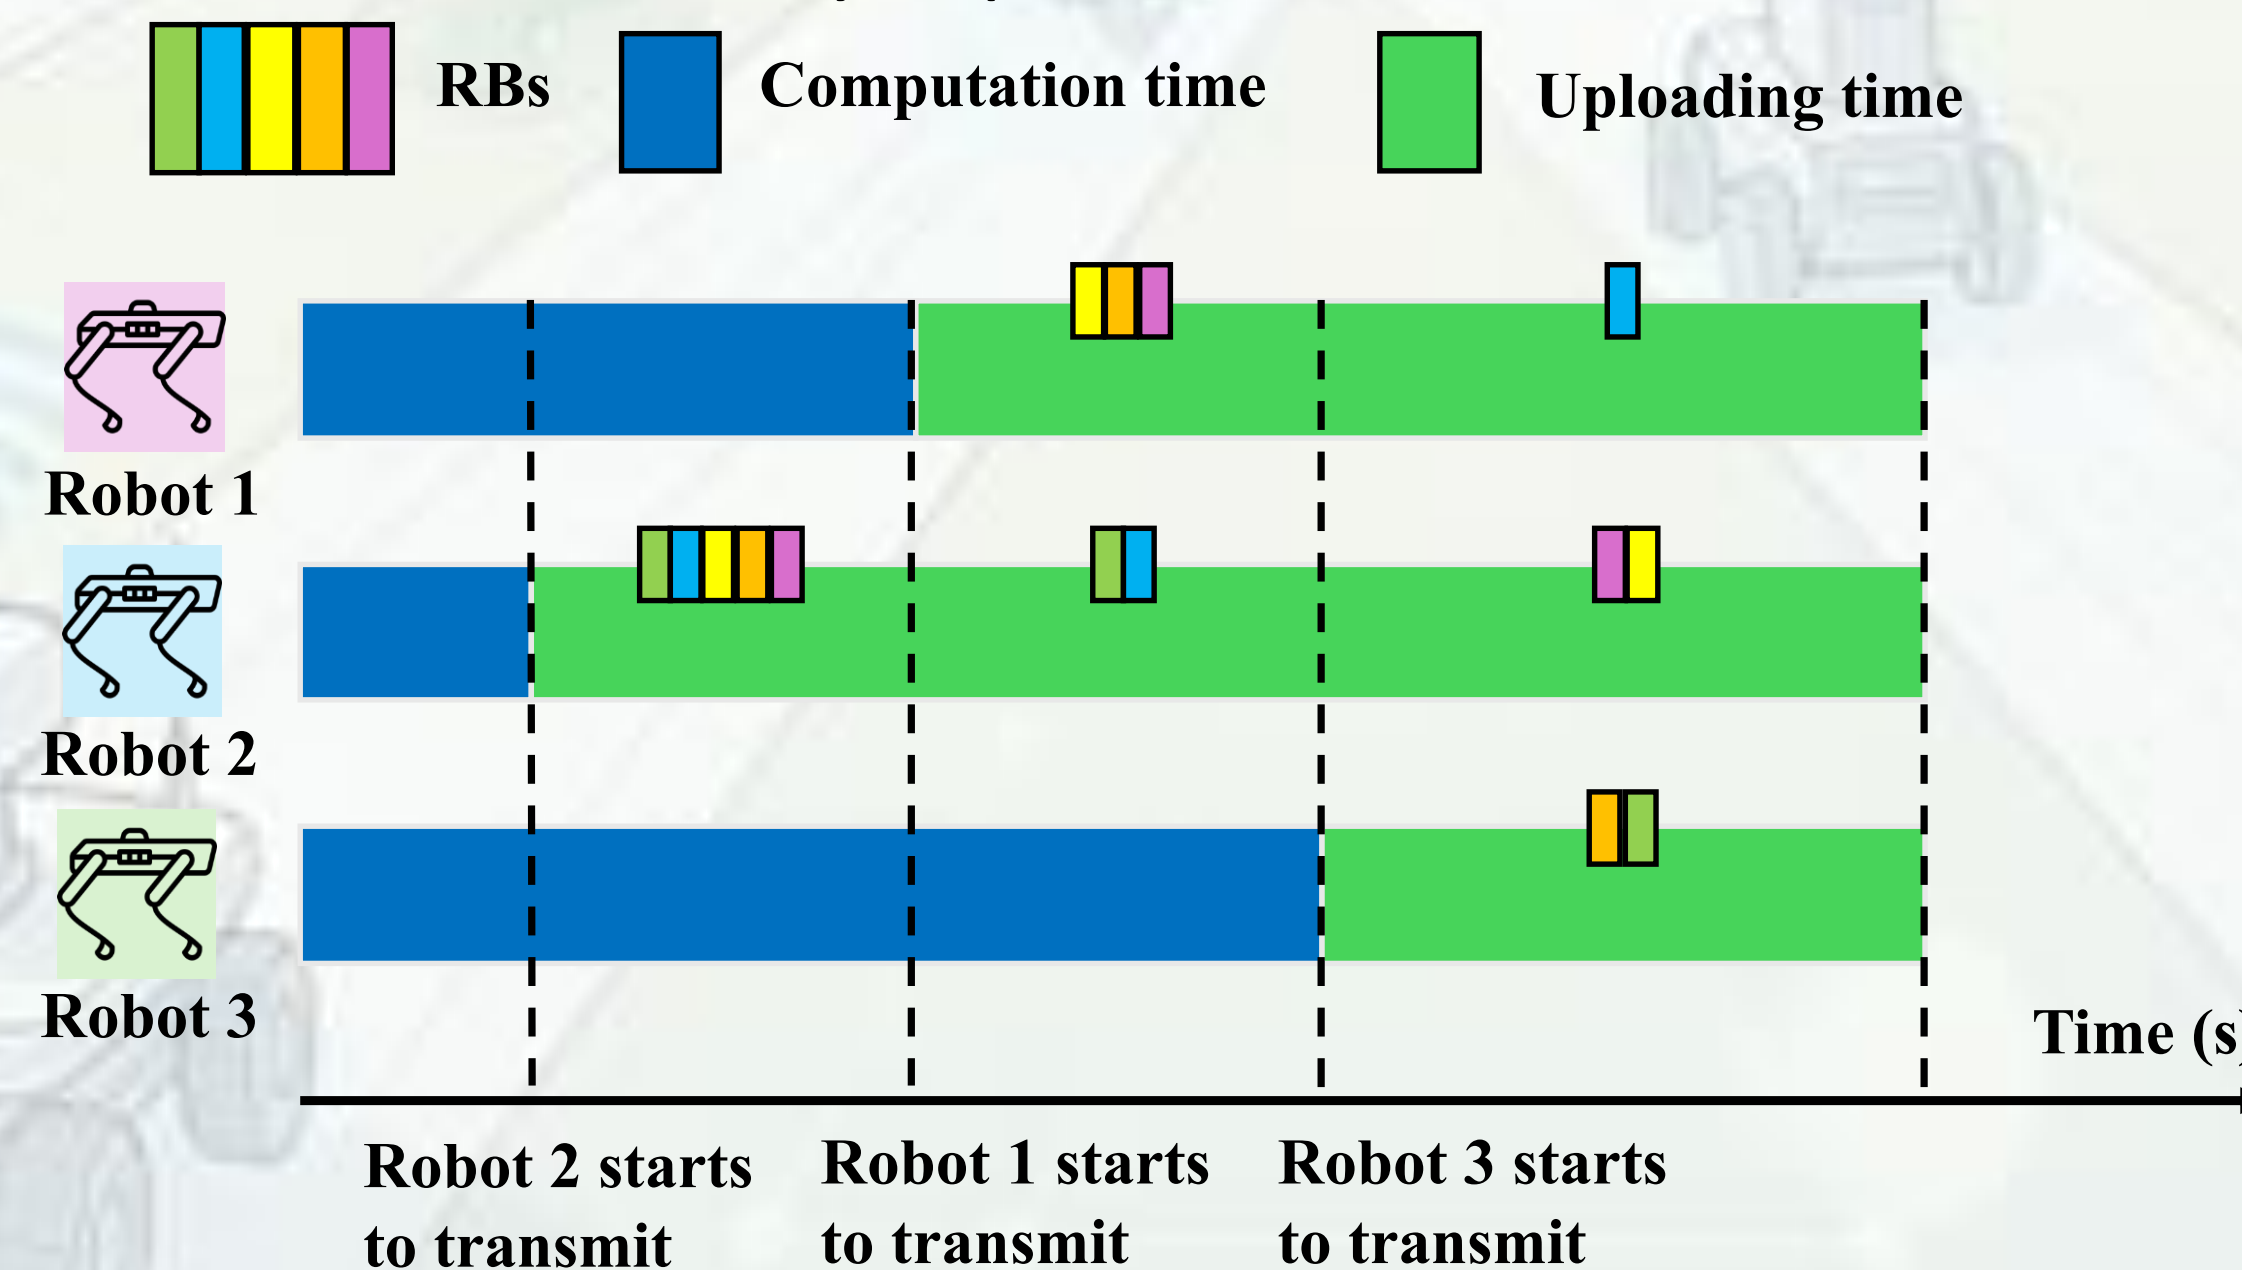 RBs
Computation time
Uploading time
Robot 1
Robot 2
Robot 3
Time (s)
Robot 2 starts
to transmit
Robot 1 starts
to transmit
Robot 3 starts
to transmit